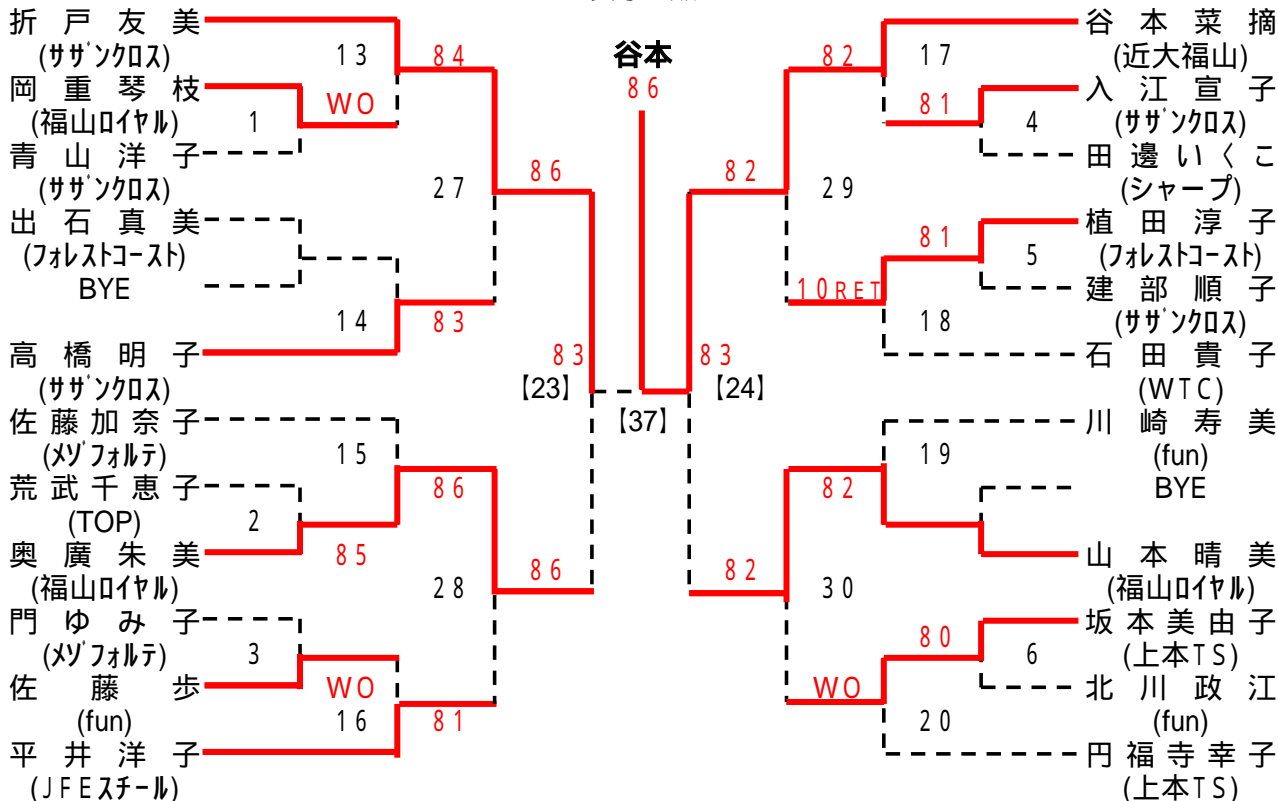 折戸友美
(ｻｻﾞﾝｸﾛｽ)
13
84
岡重琴枝
(福山ﾛｲﾔﾙ)
1
WO
青山洋子
(ｻｻﾞﾝｸﾛｽ)
27
86
出石真美
(ﾌｫﾚｽﾄｺｰｽﾄ)
BYE
14
83
高橋明子
(ｻｻﾞﾝｸﾛｽ)
83
【23】
佐藤加奈子
(ﾒｿﾞﾌｫﾙﾃ)
15
86
荒武千恵子
(TOP)
2
85
奥廣朱美
(福山ﾛｲﾔﾙ)
28
86
門ゆみ子
(ﾒｿﾞﾌｫﾙﾃ)
3
WO
佐藤歩
(fun)
16
81
平井洋子
(JFEｽﾁｰﾙ)
谷本
86
【37】
谷本菜摘
(近大福山)
82
17
入江宣子
(ｻｻﾞﾝｸﾛｽ)
81
4
田邊いくこ
(シャープ)
82
29
植田淳子
(ﾌｫﾚｽﾄｺｰｽﾄ)
81
5
建部順子
(ｻｻﾞﾝｸﾛｽ)
10RET
18
石田貴子
(WTC)
83
【24】
川崎寿美
(fun)
19
82
BYE
山本晴美
(福山ﾛｲﾔﾙ)
82
30
坂本美由子
(上本TS)
80
6
北川政江
(fun)
WO
20
円福寺幸子
(上本TS)